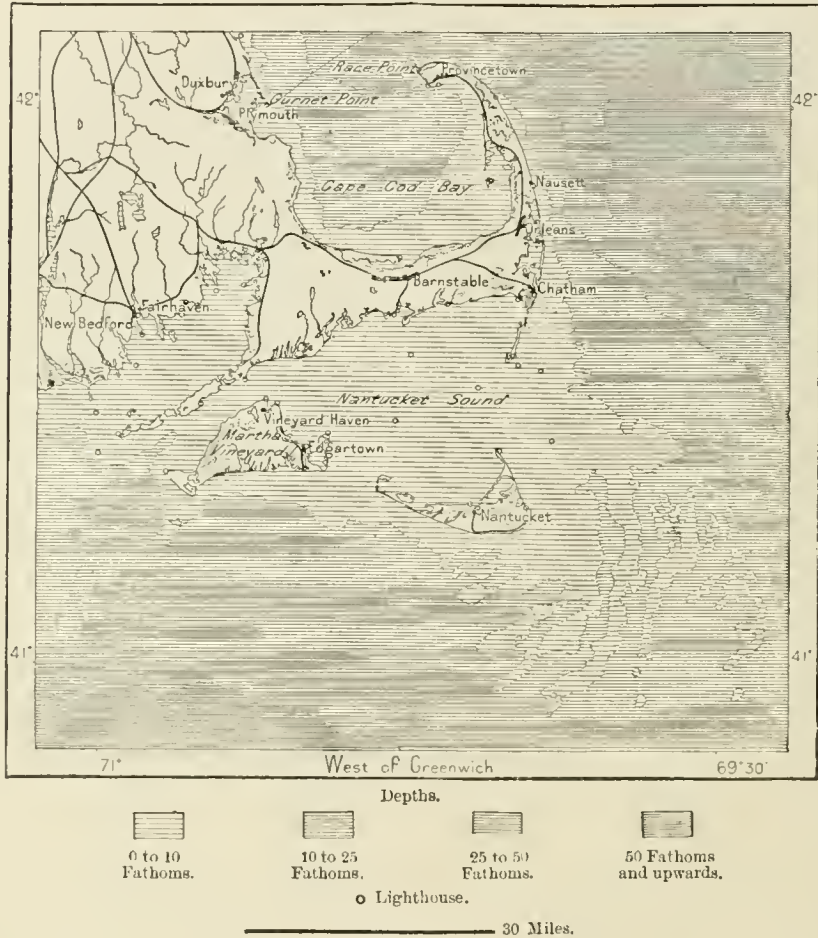 Race Point
Provincetown
Duxbury
42°
42°
Gurnet Point
Plymouth
Cape Cod Bay
Nausett
Orleans
Barnstable
Chatham
Fairhaven
New Bedford
Nantucket Sound
Vineyard Haven
Martha
Vineyard
Edgartown
Nantucket
41°
41°
71°
West of Greenwich
69°30'
Depths.
0 to 10
Fathoms.
10 to 25
Fathoms.
25 to 50
Fathoms.
50 Fathoms
and upwards.
Lighthouse.
30 Miles.